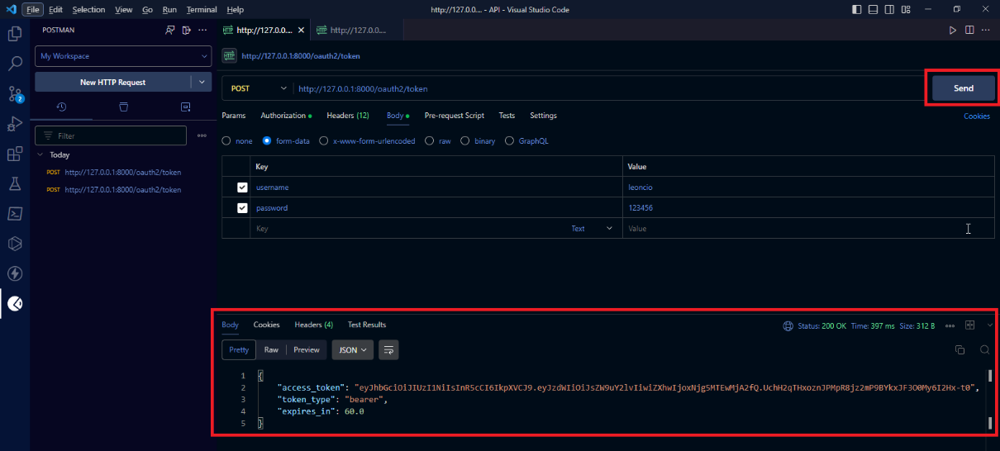 File Edit Selection View Go Run Terminal Help http://127.0.0.... - API - Visual Studio Code
POSTMAN
My Workspace
New HTTP Request
2
Filter
Today
POST http://127.0.0.1:8000/oauth2/token
POST http://127.0.0.1:8000/oauth2/token
http://127.0.0.... http://127.0.0....
HTTP http://127.0.0.1:8000/oauth2/token
POST http://127.0.0.1:8000/oauth2/token Send
Params Authorization Headers (12) Body Pre-request Script Tests Settings Cookies
none form-data x-www-form-urlencoded raw binary GraphQL
Key Value
username leoncio
password 123456
Key Text Value
Body Cookies Headers (4) Test Results Status: 200 OK Time: 397 ms Size: 312 B
Pretty Raw Preview JSON
1 {
2 "access_token": "eyJhbGciOiJIUzI1NiIsInR5cCI6IkpXVCJ9.eyJzdWIiOiJsZW9uY2lvIiwiZXhwIjoxNjg5MTEwMjA2fQ.UchH2qTHxoznJPMpR8jz2mP9BYkxJF3O0My6I2Hx-t0",
3 "token_type": "bearer",
4 "expires_in": 60.0
5 }